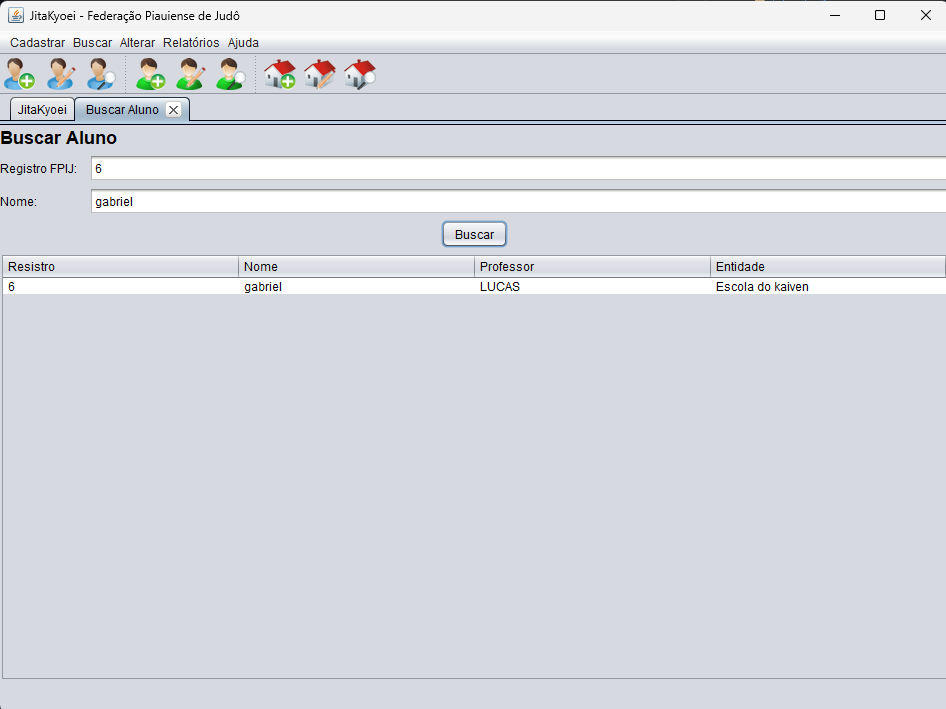 JitaKyoei - Federação Piauiense de Judô
Cadastrar Buscar Alterar Relatórios Ajuda
JitaKyoei Buscar Aluno
Buscar Aluno
Registro FPIJ: 6
Nome: gabriel
Buscar
Resistro Nome Professor Entidade
6 gabriel LUCAS Escola do kaiven